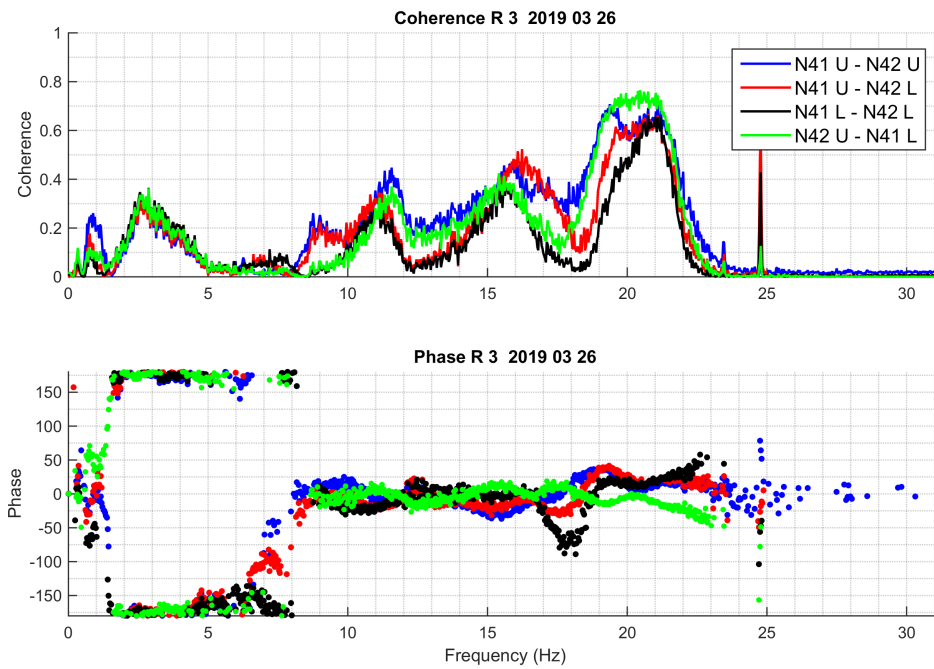 Coherence R 3 2019 03 26
1
0.8
0.6
0.4
0.2
0
Coherence
N41 U - N42 U
N41 U - N42 L
N41 L - N42 L
N42 U - N41 L
0 5 10 15 20 25 30
Phase R 3 2019 03 26
150
100
50
0
-50
-100
-150
Phase
0 5 10 15 20 25 30
Frequency (Hz)